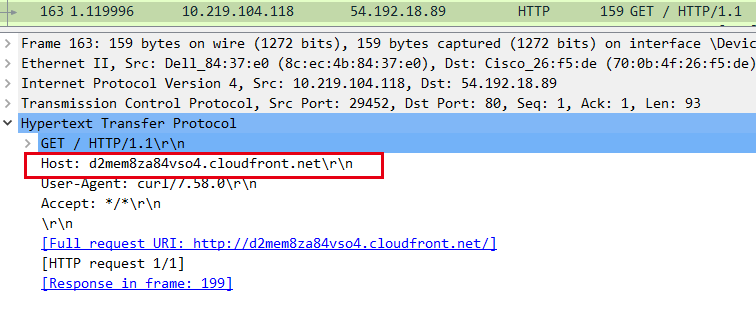 163 1.119996 10.219.104.118 54.192.18.89 HTTP 159 GET / HTTP/1.1
Frame 163: 159 bytes on wire (1272 bits), 159 bytes captured (1272 bits) on interface \Devic
Ethernet II, Src: Dell_84:37:e0 (8c:ec:4b:84:37:e0), Dst: Cisco_26:f5:de (70:0b:4f:26:f5:de)
Internet Protocol Version 4, Src: 10.219.104.118, Dst: 54.192.18.89
Transmission Control Protocol, Src Port: 29452, Dst Port: 80, Seq: 1, Ack: 1, Len: 93
Hypertext Transfer Protocol
GET / HTTP/1.1\r\n
Host: d2mem8za84vso4.cloudfront.net\r\n
User-Agent: curl/7.58.0\r\n
Accept: */*\r\n
\r\n
[Full request URI: http://d2mem8za84vso4.cloudfront.net/]
[HTTP request 1/1]
[Response in frame: 199]